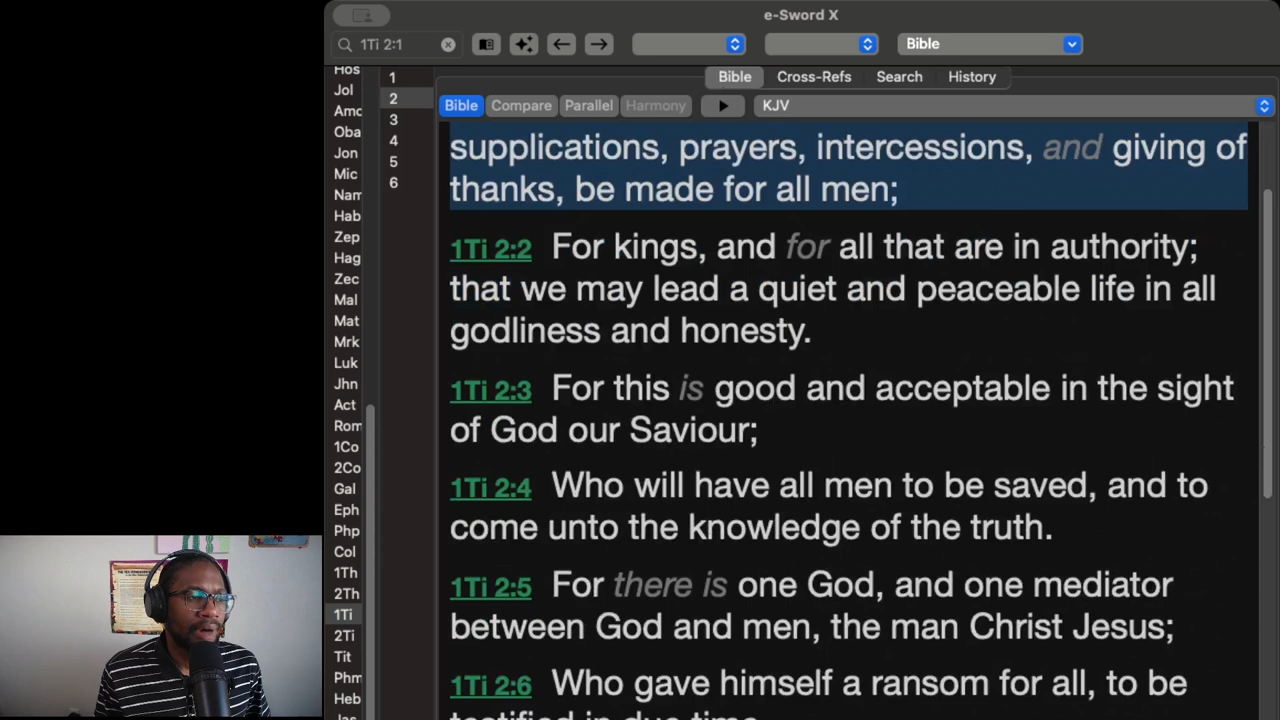 e-Sword X
1Ti 2:1
Bible
Bible Cross-Refs Search History
Bible Compare Parallel Harmony KJV
Hos
Jol
Amo
Oba
Jon
Mic
Nam
Hab
Zep
Hag
Zec
Mal
Mat
Mrk
Luk
Jhn
Act
Rom
1Co
2Co
Gal
Eph
Php
Col
1Th
2Th
1Ti
2Ti
Tit
Phm
Heb
Jas
1
2
3
4
5
6
supplications, prayers, intercessions, and giving of
thanks, be made for all men;
1Ti 2:2 For kings, and for all that are in authority;
that we may lead a quiet and peaceable life in all
godliness and honesty.
1Ti 2:3 For this is good and acceptable in the sight
of God our Saviour;
1Ti 2:4 Who will have all men to be saved, and to
come unto the knowledge of the truth.
1Ti 2:5 For there is one God, and one mediator
between God and men, the man Christ Jesus;
1Ti 2:6 Who gave himself a ransom for all, to be
testified in due time.